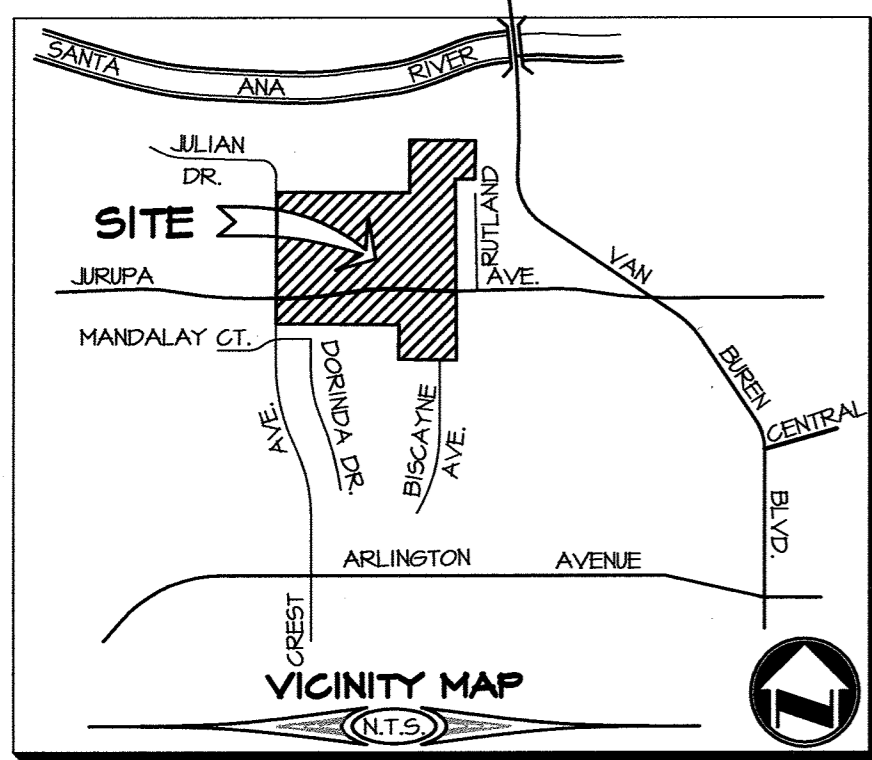 SANTA ANA RIVER
JULIAN
DR.
SITE
RUTLAND
JURUPA AVE.
VAN BUREN BLVD.
MANDALAY CT.
DORINDA DR.
CREST AVE.
BISCAYNE
AVE.
CENTRAL
ARLINGTON AVENUE
VICINITY MAP
N.T.S.
N